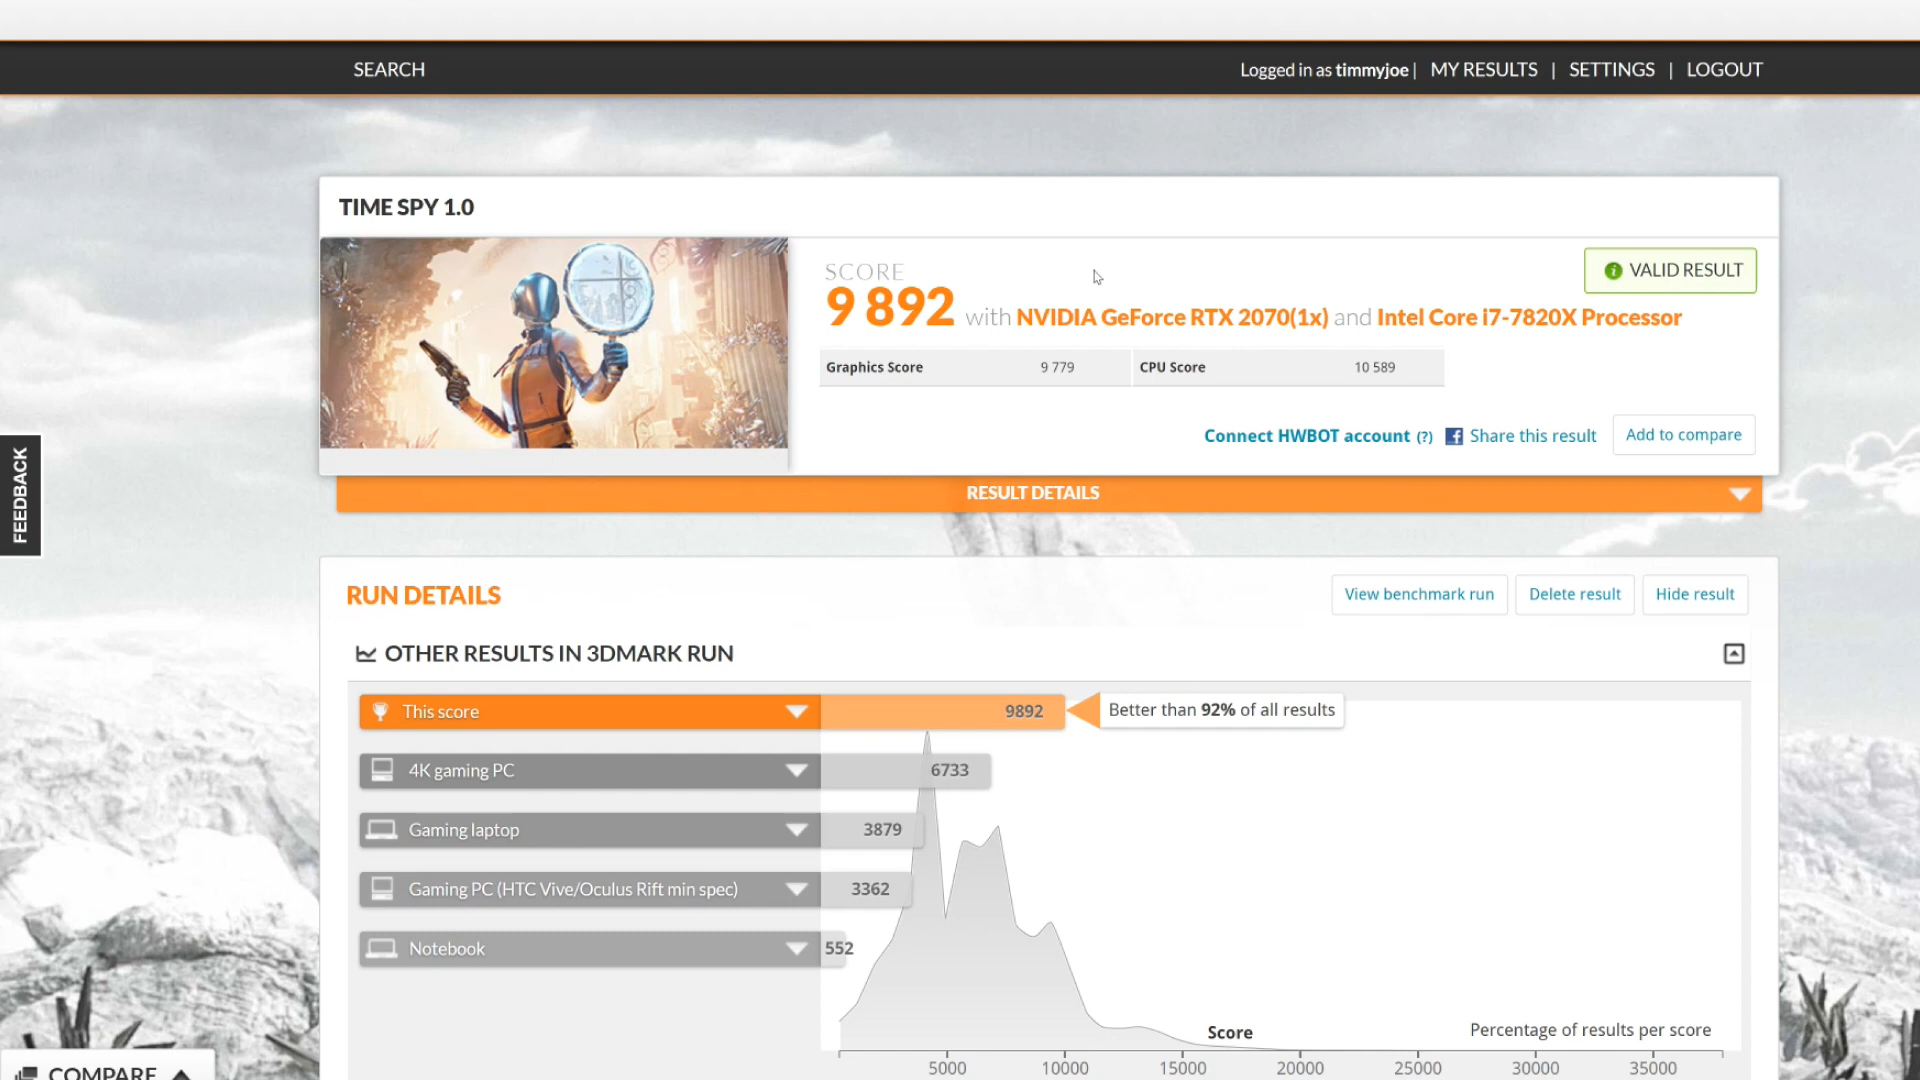 SEARCH
Logged in as timmyjoe | MY RESULTS | SETTINGS | LOGOUT
TIME SPY 1.0
SCORE
VALID RESULT
9 892 with NVIDIA GeForce RTX 2070(1x) and Intel Core i7-7820X Processor
Graphics Score 9 779 CPU Score 10 589
Connect HWBOT account (?) Share this result Add to compare
FEEDBACK
RESULT DETAILS
RUN DETAILS
View benchmark run Delete result Hide result
OTHER RESULTS IN 3DMARK RUN
This score 9892 Better than 92% of all results
4K gaming PC 6733
Gaming laptop 3879
Gaming PC (HTC Vive/Oculus Rift min spec) 3362
Notebook 552
Score Percentage of results per score
5000 10000 15000 20000 25000 30000 35000
COMPARE